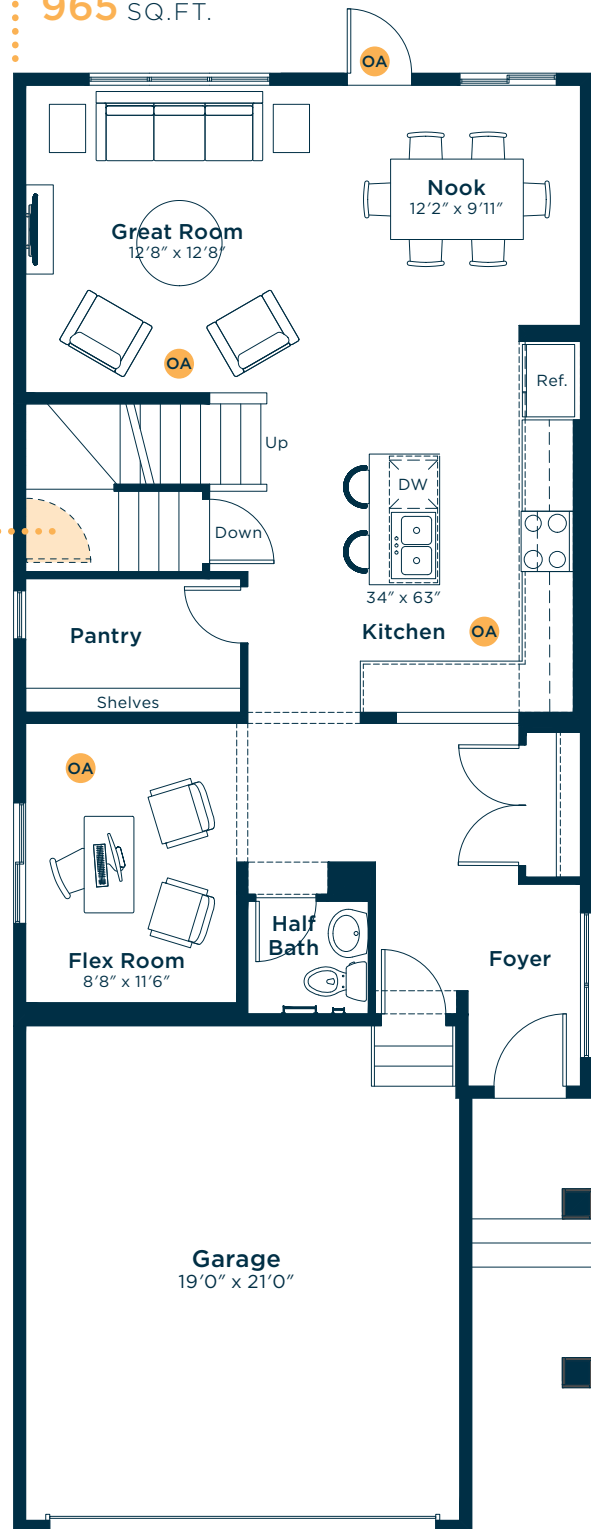 965 SQ.FT.
OA
Nook
12'2" x 9'11"
Great Room
12'8" x 12'8"
OA
Ref.
Up
DW
Down
34" x 63"
Pantry
Kitchen OA
Shelves
OA
Half
Bath
Flex Room
8'8" x 11'6"
Foyer
Garage
19'0" x 21'0"